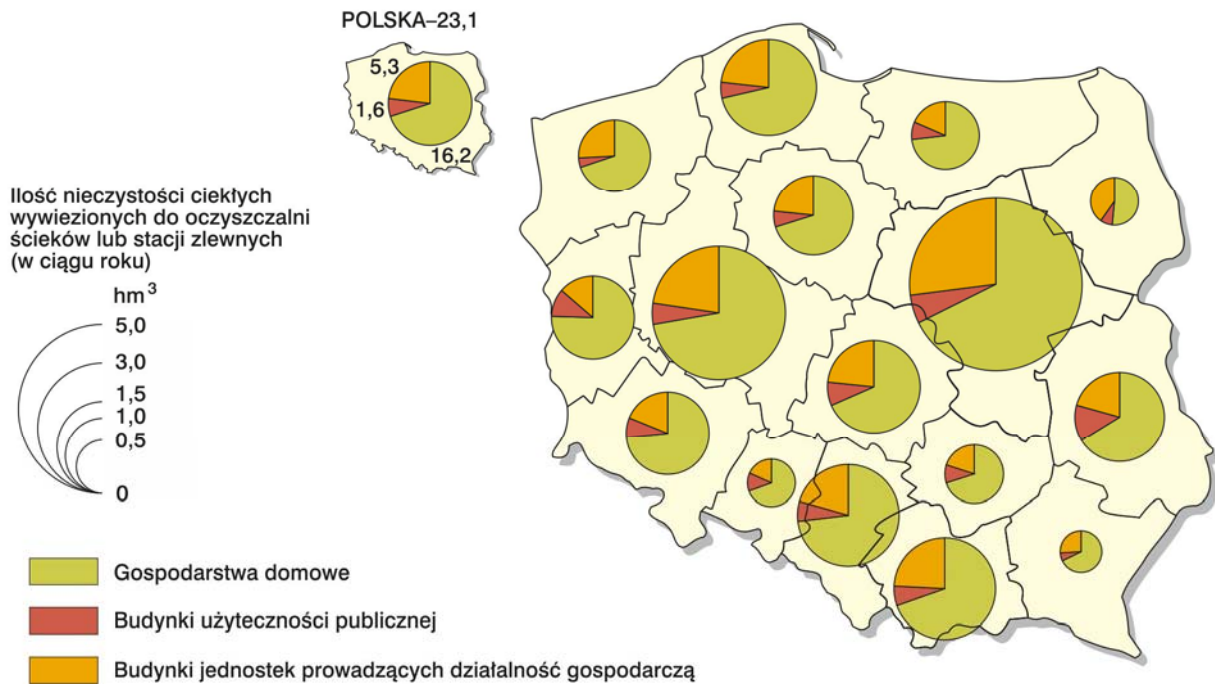 POLSKA–23,1
5,3
1,6
16,2
Ilość nieczystości ciekłych
wywiezionych do oczyszczalni
ścieków lub stacji zlewnych
(w ciągu roku)
hm³
5,0
3,0
1,5
1,0
0,5
0
Gospodarstwa domowe
Budynki użyteczności publicznej
Budynki jednostek prowadzących działalność gospodarczą